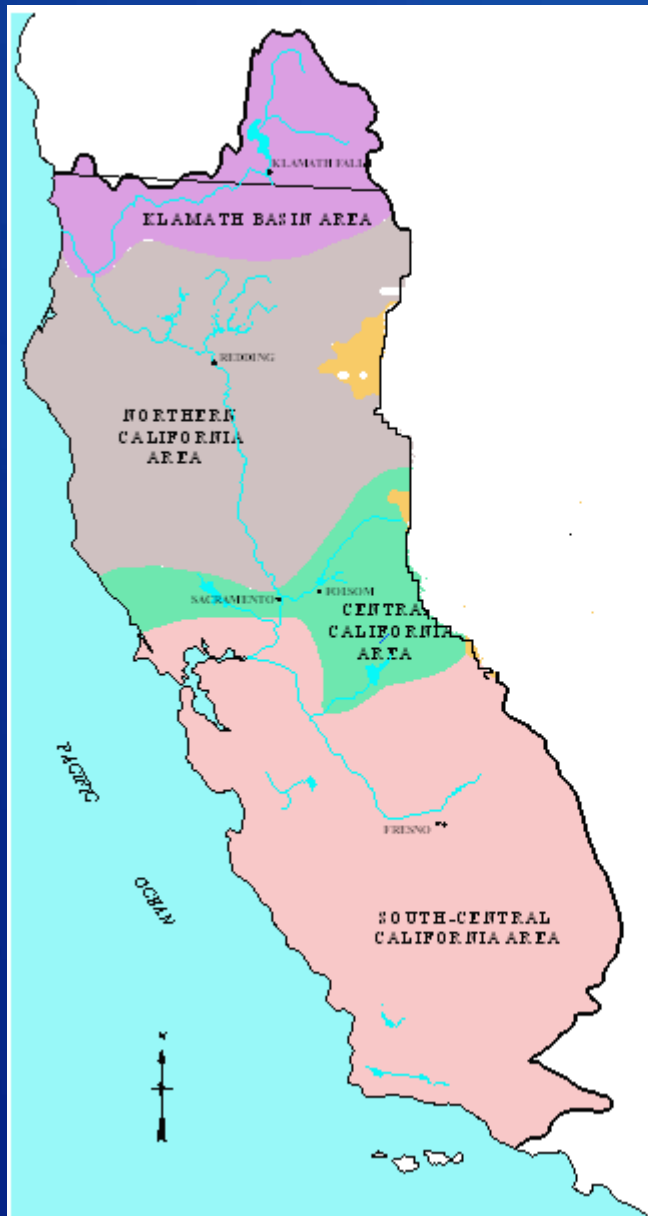 KLAMATH FALL
KLAMATH BASIN AREA
REDDING
NORTHERN
CALIFORNIA
AREA
SACRAMENTO
FOLSOM
CENTRAL
CALIFORNIA
AREA
PACIFIC
OCEAN
FRESNO
SOUTH-CENTRAL
CALIFORNIA AREA
N